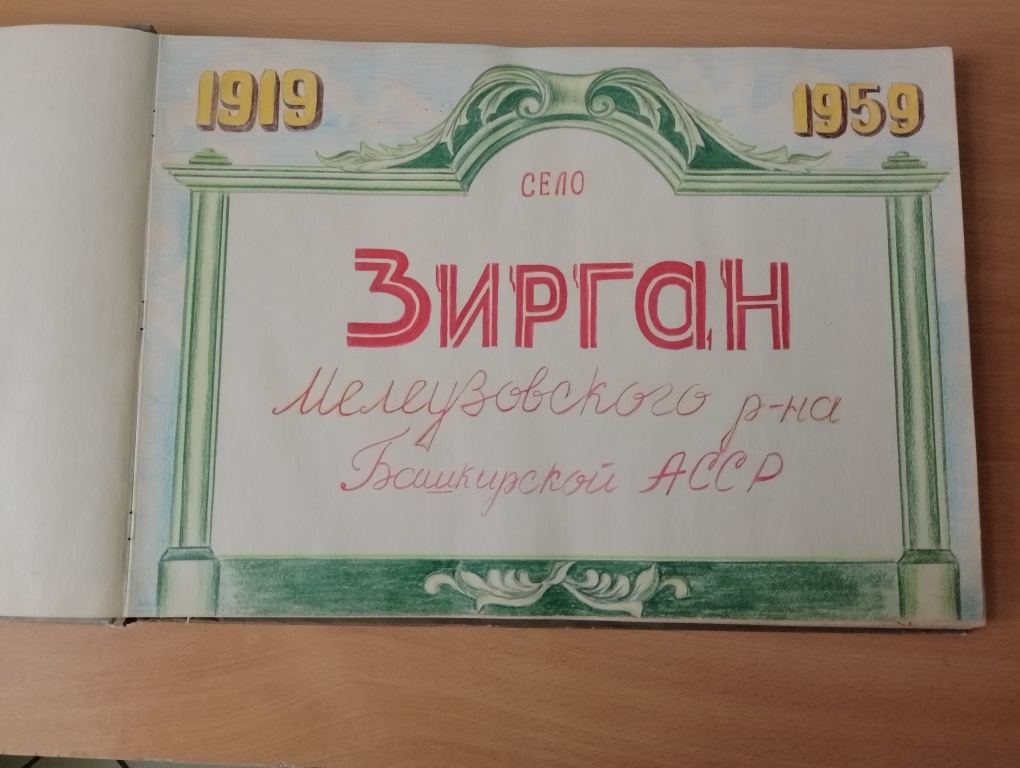 1919 1959
СЕЛО
ЗИРГАН
Мелеузовского р-на
Башкирской АССР